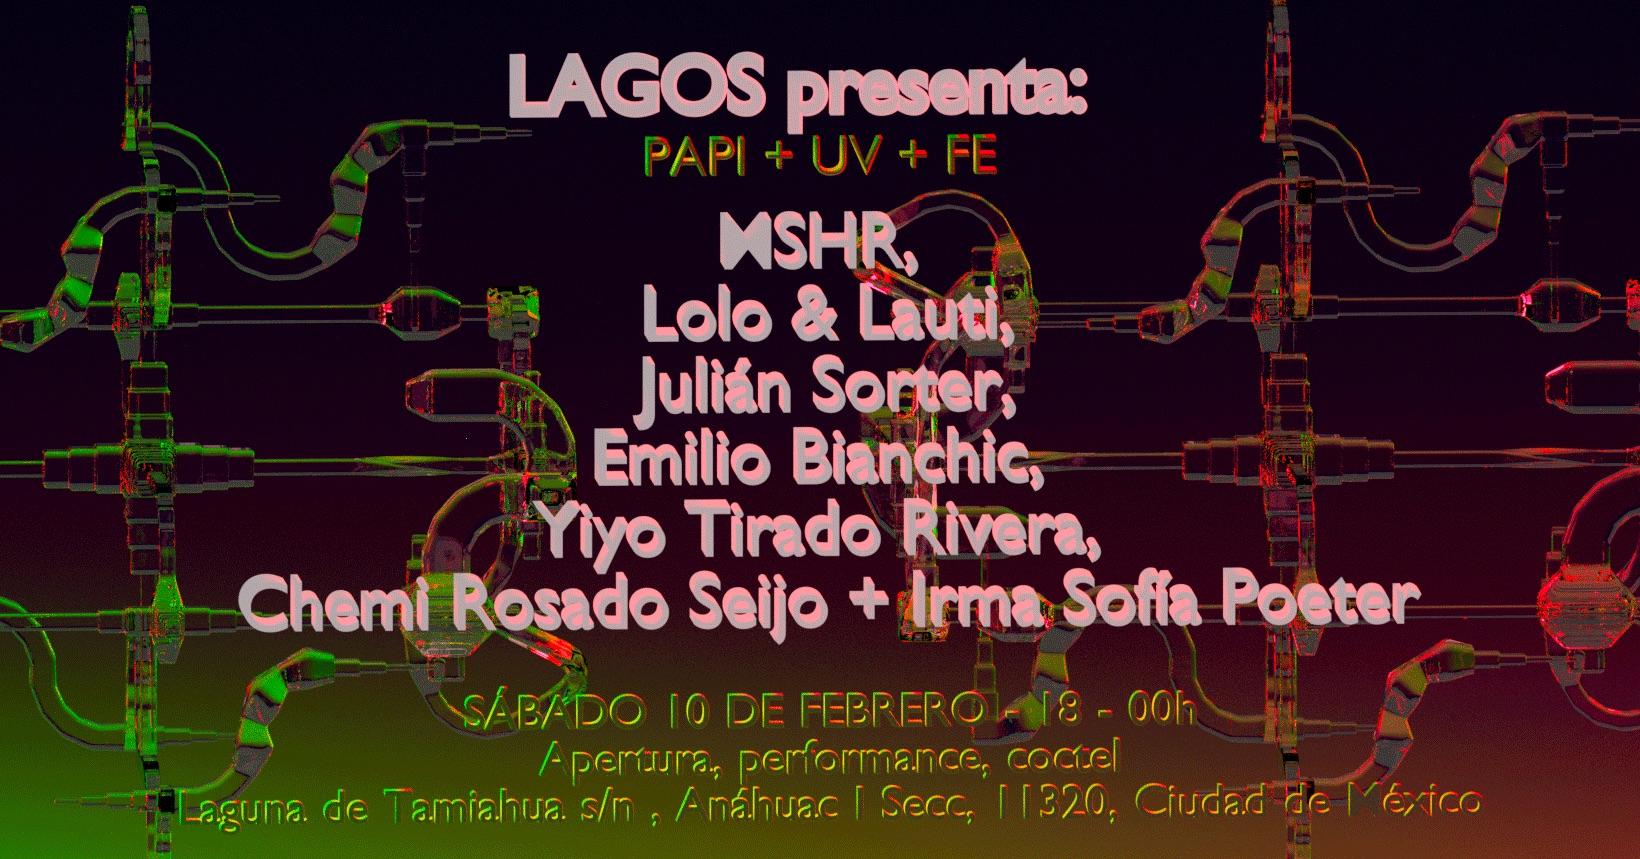 LAGOS presenta:
PAPI + UV + FE
MSHR,
Lolo & Lauti,
Julián Sorter,
Emilio Bianchic,
Yiyo Tirado Rivera,
Chemi Rosado Seijo + Irma Sofía Poeter
SÁBADO 10 DE FEBRERO - 18 - 00h
Apertura, performance, coctel
Laguna de Tamiahua s/n , Anáhuac I Secc, 11320, Ciudad de México